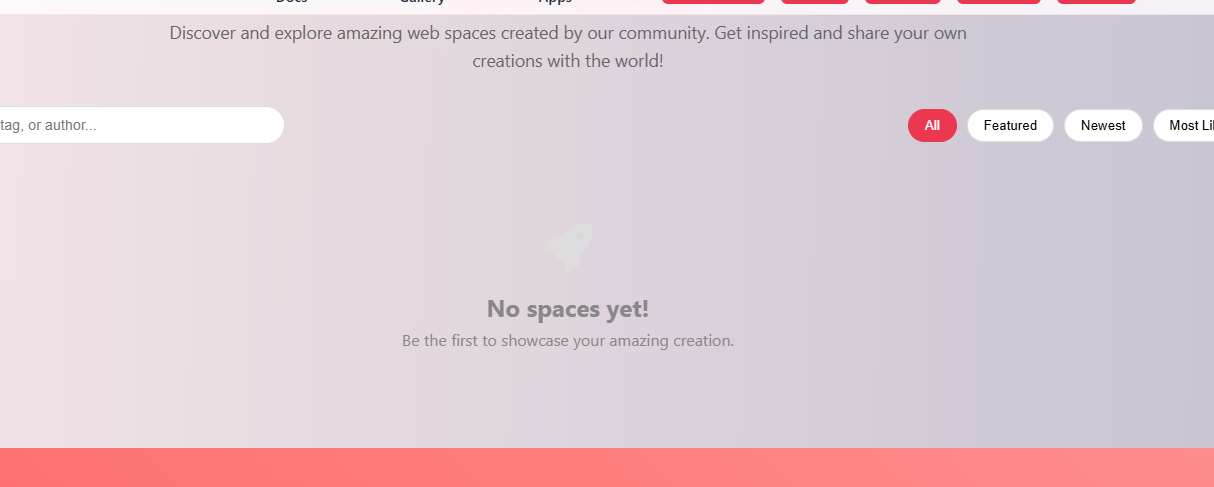 Docs Gallery Apps
Discover and explore amazing web spaces created by our community. Get inspired and share your own
creations with the world!
tag, or author...
All Featured Newest Most Li
No spaces yet!
Be the first to showcase your amazing creation.